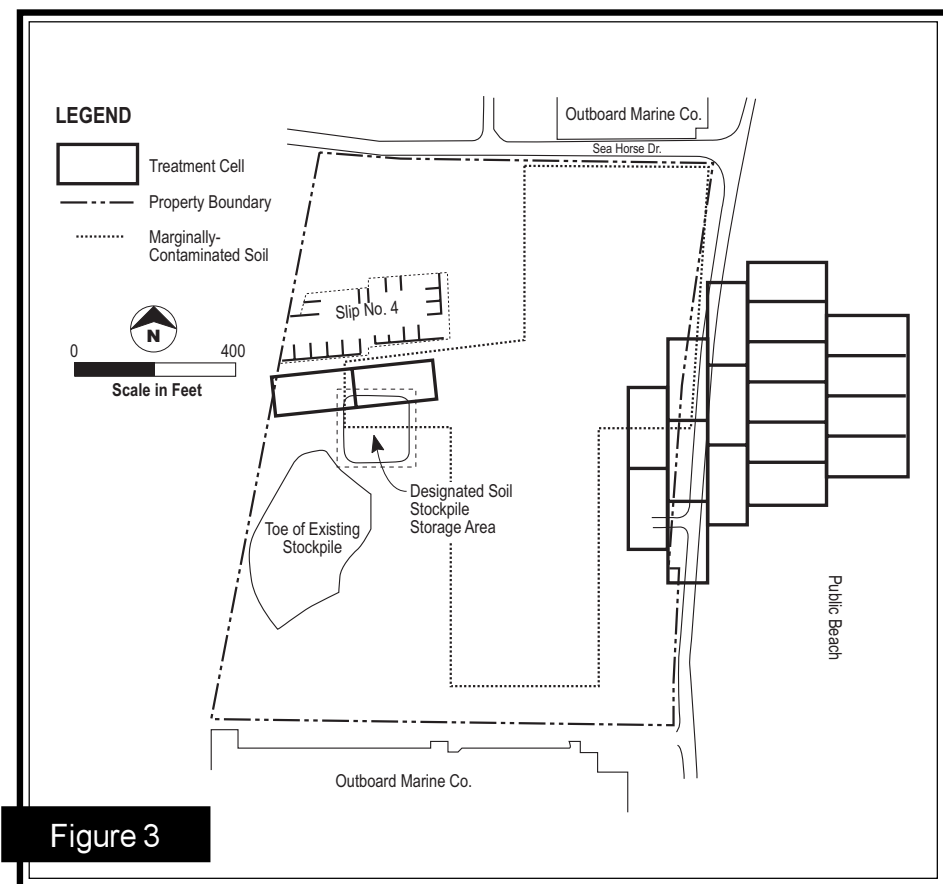 Outboard Marine Co.
Sea Horse Dr.
LEGEND
Treatment Cell
Property Boundary
Marginally-
Contaminated Soil
Slip No. 4
N
0 400
Scale in Feet
Designated Soil
Stockpile
Storage Area
Toe of Existing
Stockpile
Public Beach
Outboard Marine Co.
Figure 3